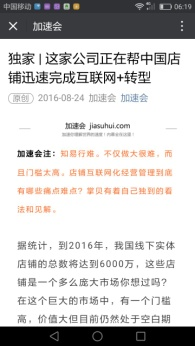 中国移动
06:19
加速会
独家 | 这家公司正在帮中国店
铺迅速完成互联网+转型
原创 2016-08-24 加速会 加速会
加速会 jiasuhui.com
加速会注：知易行难。不仅做大很难，而
且门槛太高。店铺互联网化经营管理到底
有哪些痛点难点？掌贝有着自己独到的看
法和见解。
据统计，到2016年，我国线下实体
店铺的总数将达到6000万，这些店
铺是一个多么庞大市场你想过吗？
在这个巨大的市场中，有一个门槛
高，价值大但目前仍然处于空白期